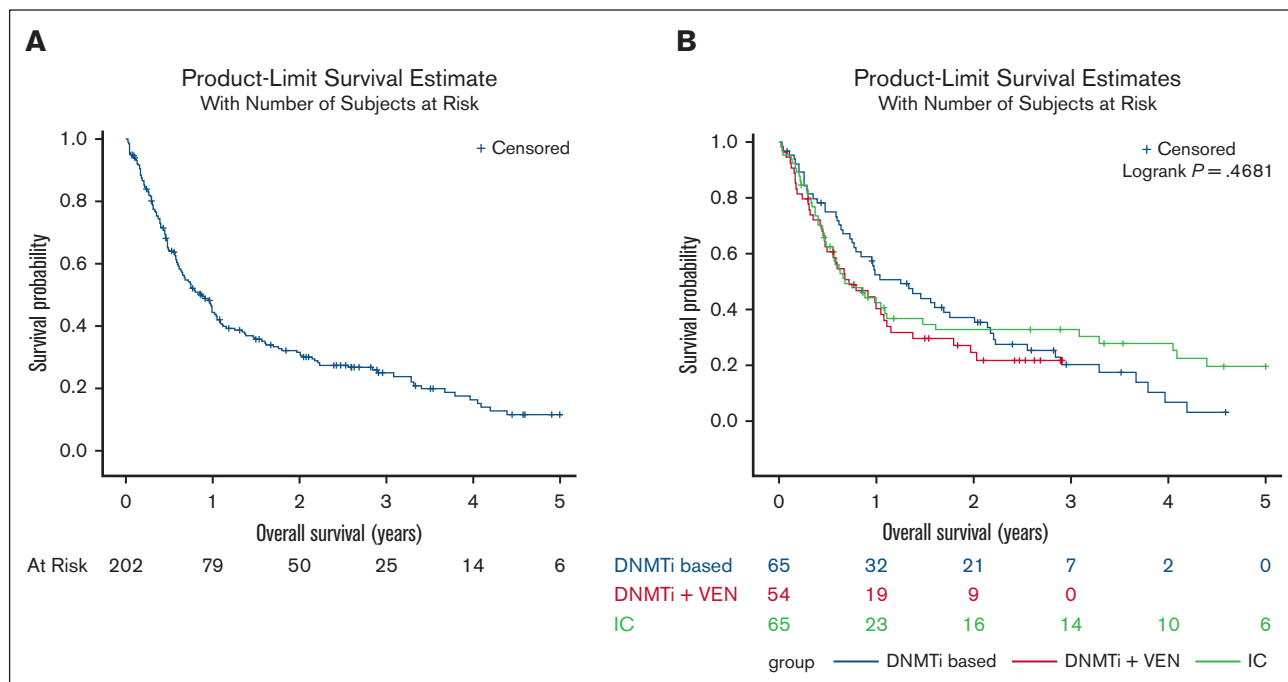 A
Product-Limit Survival Estimate
With Number of Subjects at Risk
+ Censored
Survival probability
1.0
0.8
0.6
0.4
0.2
0.0
0 1 2 3 4 5
Overall survival (years)
At Risk 202 79 50 25 14 6
B
Product-Limit Survival Estimates
With Number of Subjects at Risk
+ Censored
Logrank P = .4681
Survival probability
1.0
0.8
0.6
0.4
0.2
0.0
0 1 2 3 4 5
Overall survival (years)
DNMTi based 65 32 21 7 2 0
DNMTi + VEN 54 19 9 0
IC 65 23 16 14 10 6
group DNMTi based DNMTi + VEN IC